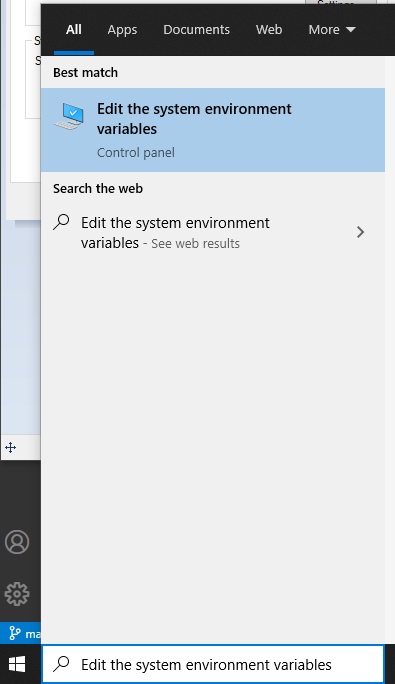 Settings
All Apps Documents Web More
Best match
Edit the system environment
variables
Control panel
Search the web
Edit the system environment
variables - See web results
ma
Edit the system environment variables